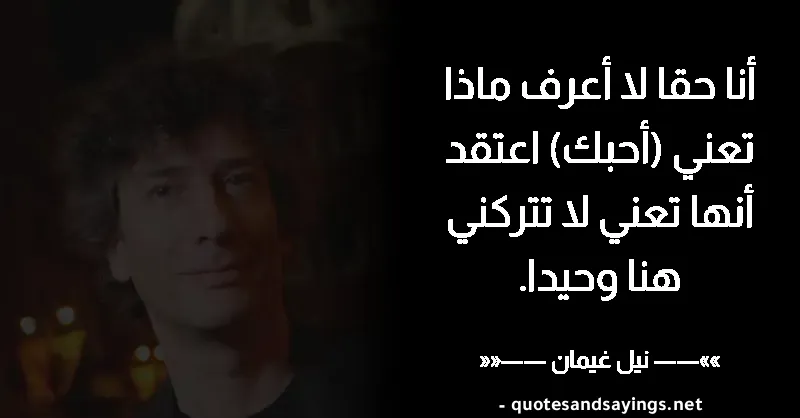 أنا حقا لا أعرف ماذا
تعني (أحبك) اعتقد
أنها تعني لا تتركني
هنا وحيدا.
»»—— نيل غيمان ——««
- quotesandsayings.net